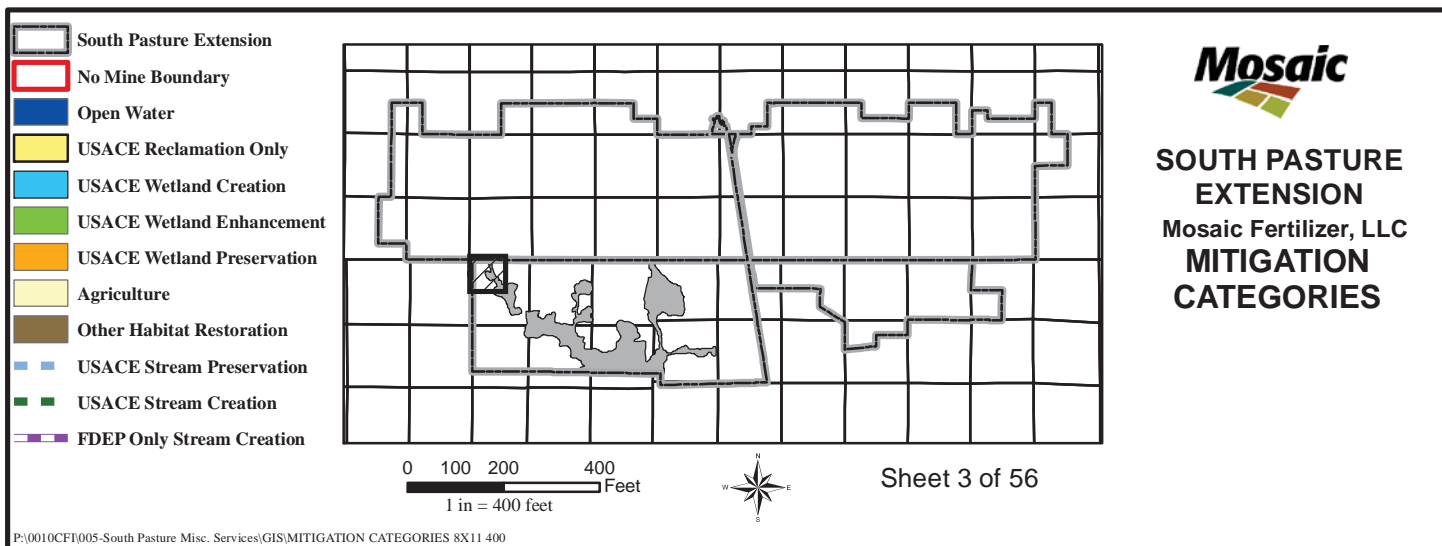 South Pasture Extension
No Mine Boundary
Open Water
USACE Reclamation Only
USACE Wetland Creation
USACE Wetland Enhancement
USACE Wetland Preservation
Agriculture
Other Habitat Restoration
USACE Stream Preservation
USACE Stream Creation
FDEP Only Stream Creation
0 100 200 400
Feet
1 in = 400 feet
N
W E
S
Sheet 3 of 56
Mosaic
SOUTH PASTURE
EXTENSION
Mosaic Fertilizer, LLC
MITIGATION
CATEGORIES
P:\0010CFI\005-South Pasture Misc. Services\GIS\MITIGATION CATEGORIES 8X11 400